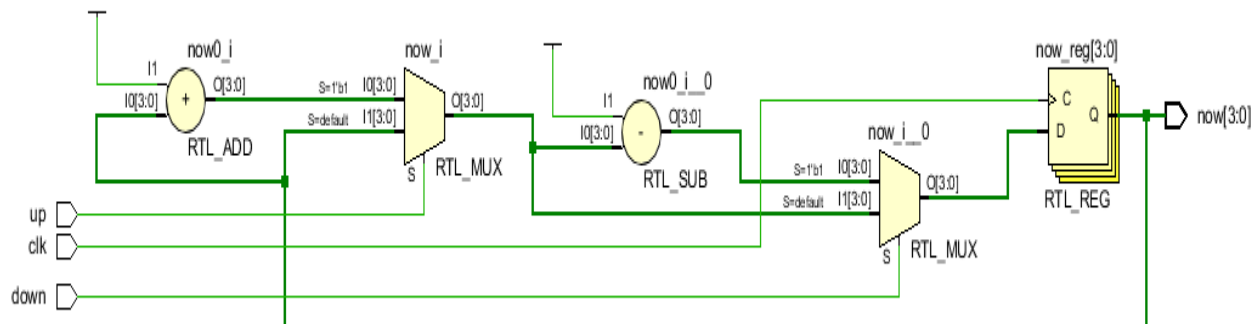 now0_i
I1
I0[3:0]
+
O[3:0]
RTL_ADD
now_i
S=1'b1
I0[3:0]
S=default
I1[3:0]
O[3:0]
S
RTL_MUX
now0_i__0
I1
I0[3:0]
-
O[3:0]
RTL_SUB
now_i__0
S=1'b1
I0[3:0]
S=default
I1[3:0]
O[3:0]
S
RTL_MUX
now_reg[3:0]
C
D
Q
RTL_REG
now[3:0]
up
clk
down